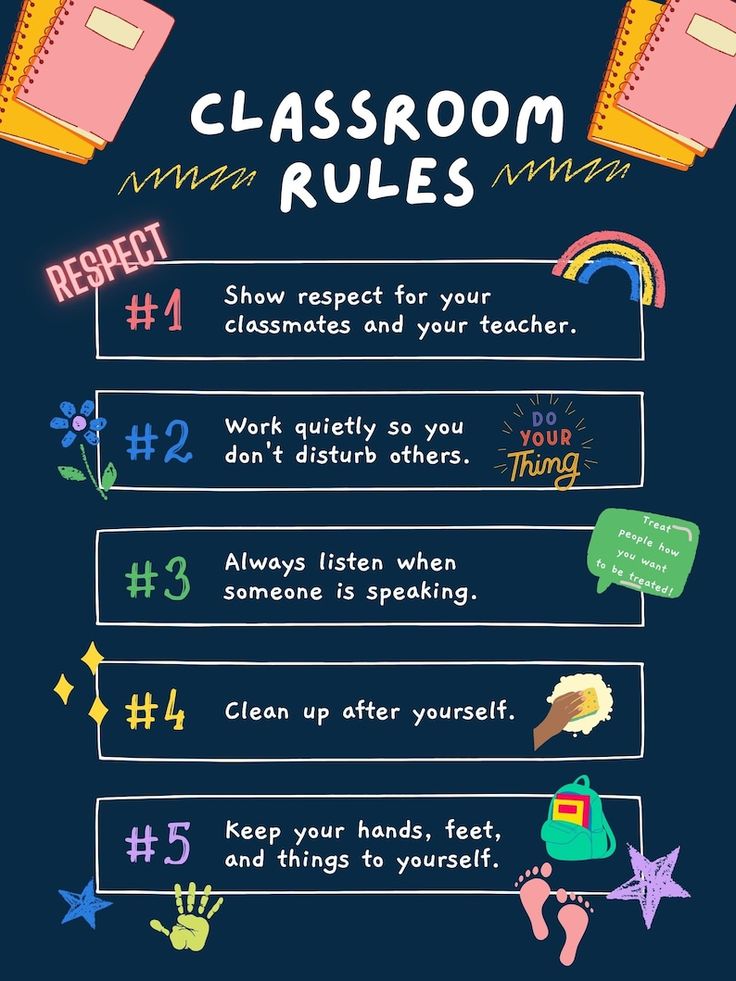 CLASSROOM
RULES
RESPECT
#1
Show respect for your
classmates and your teacher.
#2
Work quietly so you
don't disturb others.
DO
YOUR
Thing
#3
Always listen when
someone is speaking.
Treat
people how
you want
to be treated!
#4
Clean up after yourself.
#5
Keep your hands, feet,
and things to yourself.